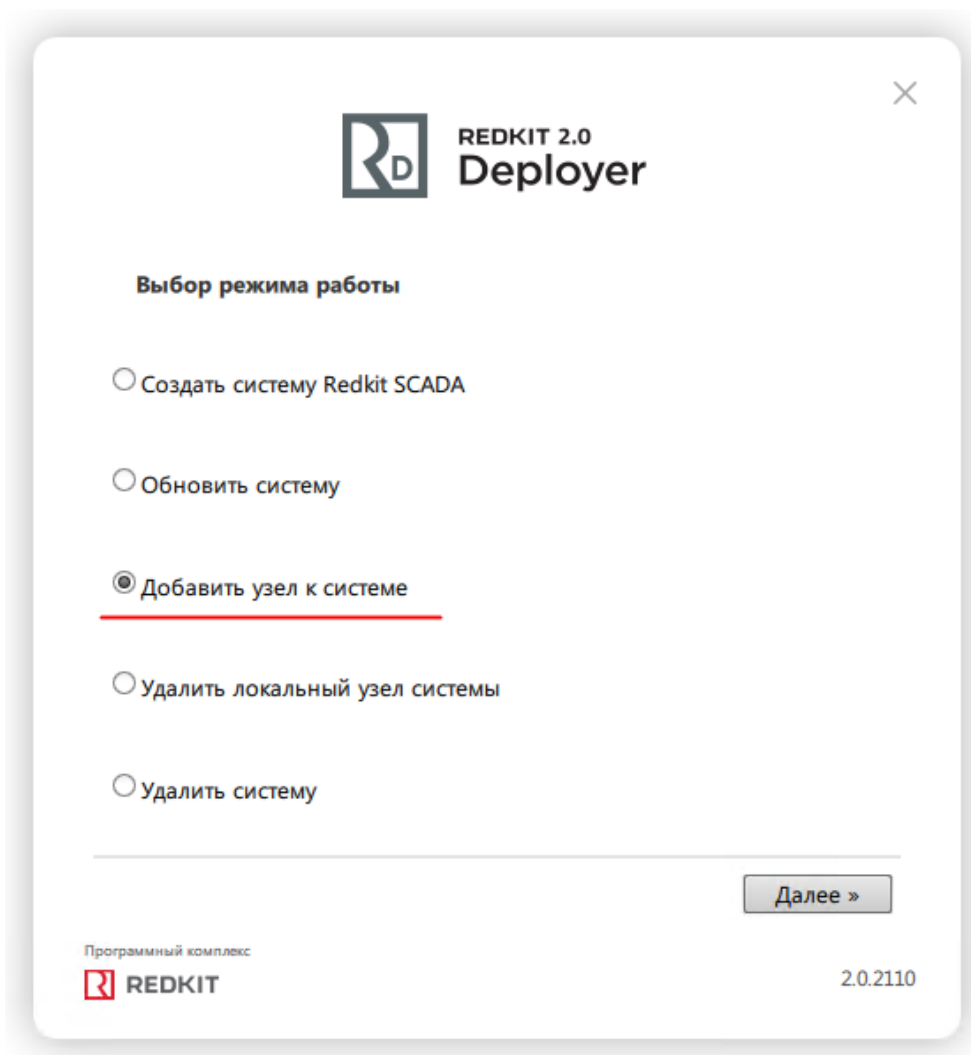 REDKIT 2.0
Deployer
Выбор режима работы
Создать систему Redkit SCADA
Обновить систему
Добавить узел к системе
Удалить локальный узел системы
Удалить систему
Далее »
Программный комплекс
REDKIT
2.0.2110